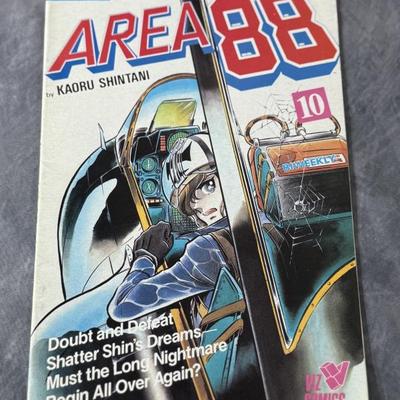 AREA 88
by KAORU SHINTANI
10
BIWEEKLY
Doubt and Defeat
Shatter Shin's Dreams—
Must the Long Nightmare
Begin All Over Again?
VIZ
COMICS